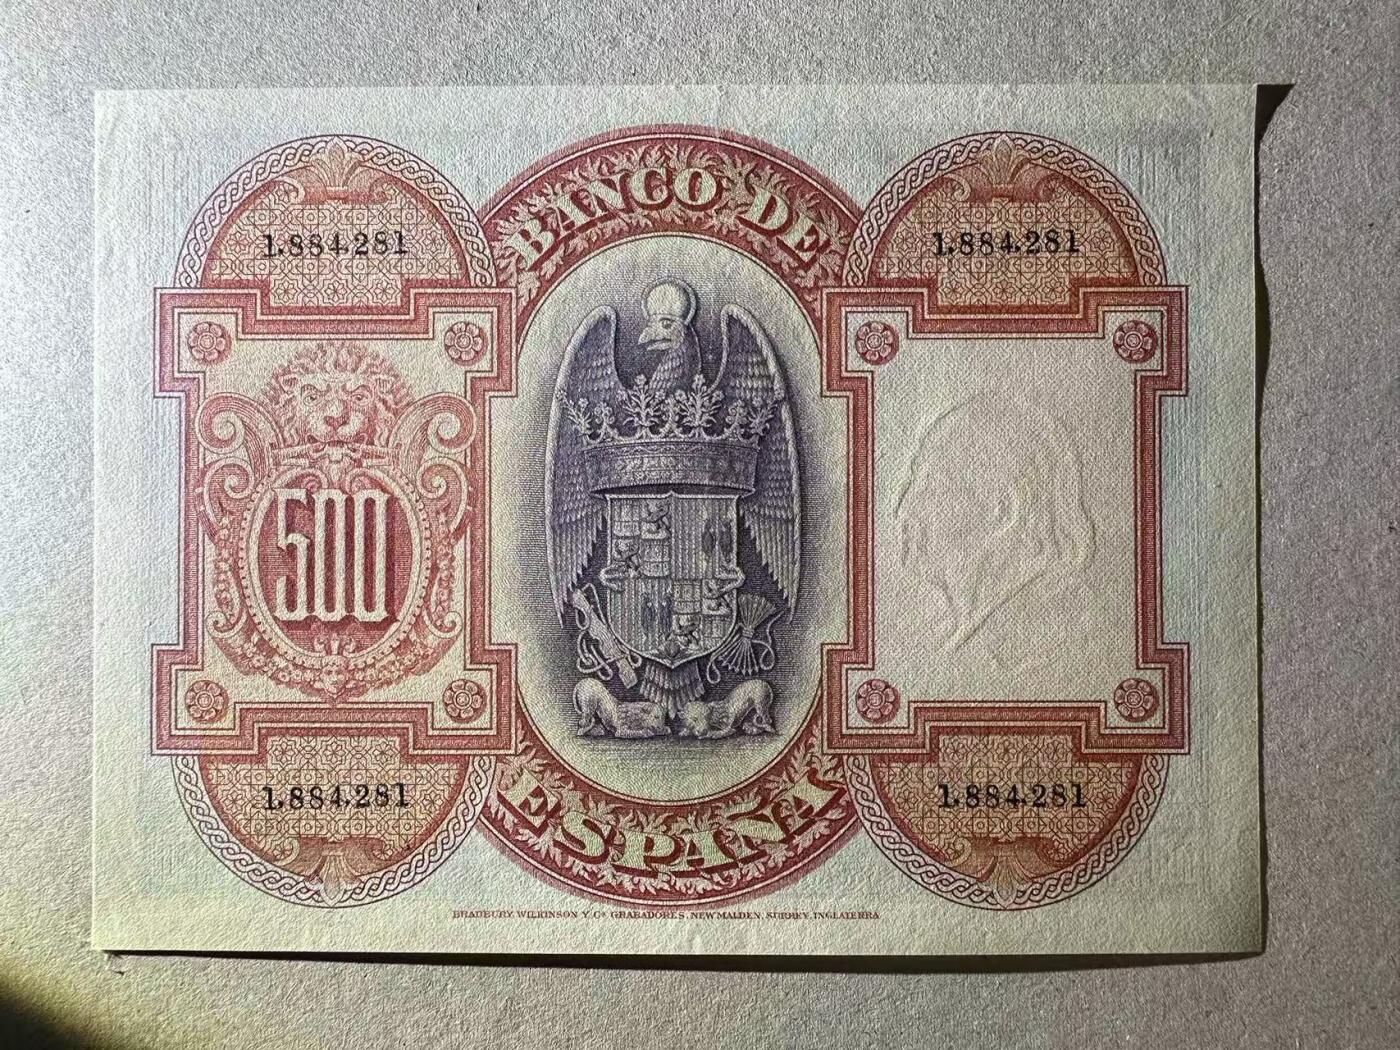 BANCO DE
1,884,281
1,884,281
500
1,884,281
1,884,281
ESPAÑA
BRADBURY, WILKINSON Y Cª GRABADORES, NEW MALDEN, SURREY, INGLATERRA